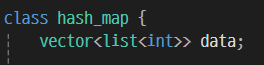 class hash_map {
vector<list<int>> data;